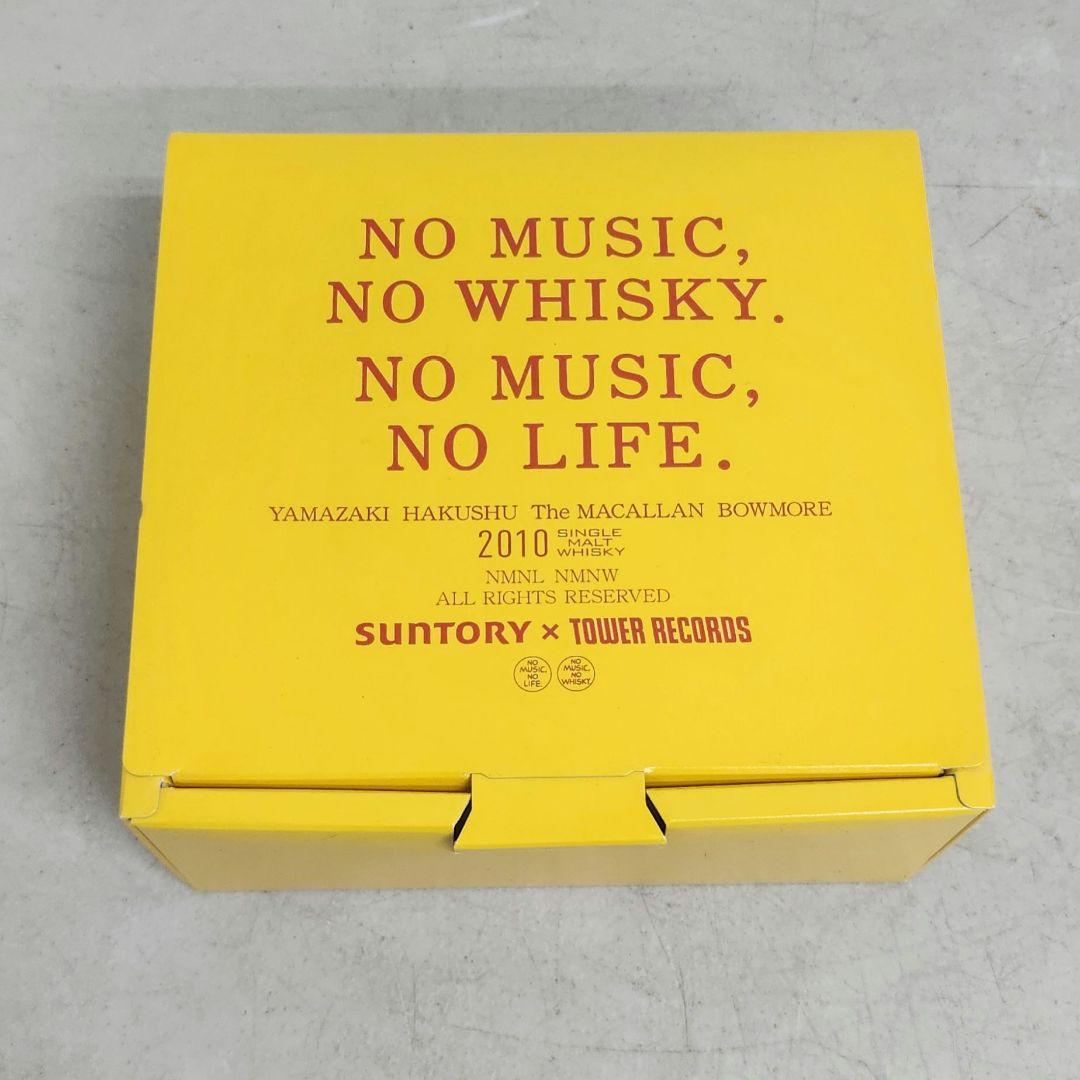 NO MUSIC,
NO WHISKY.
NO MUSIC,
NO LIFE.
YAMAZAKI HAKUSHU The MACALLAN BOWMORE
2010 SINGLE
MALT
WHISKY
NMNL NMNW
ALL RIGHTS RESERVED
SUNTORY × TOWER RECORDS
NO
MUSIC,
NO
LIFE.
NO
MUSIC,
NO
WHISKY.